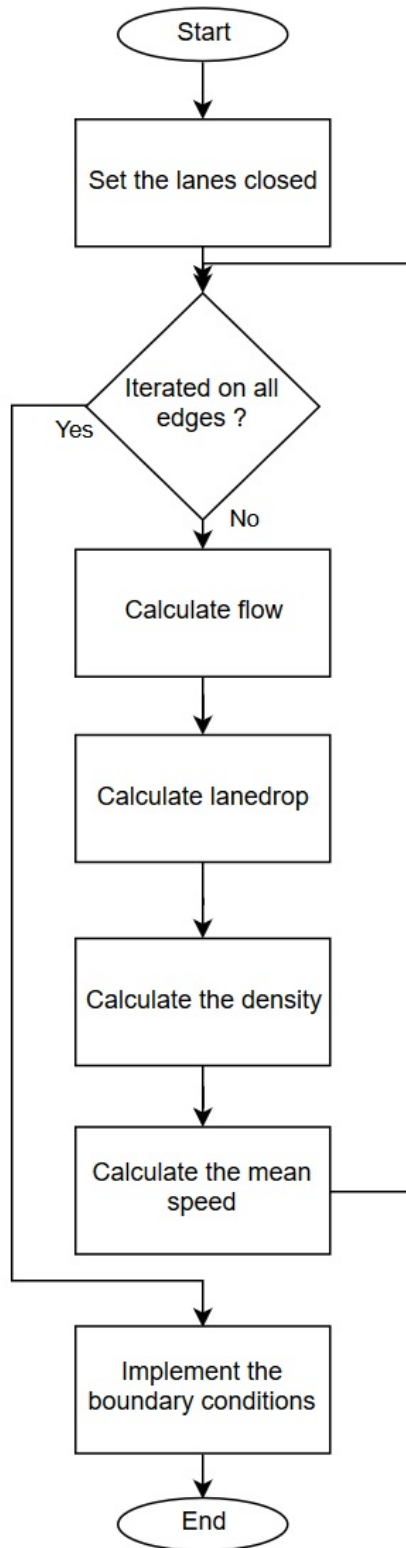 Start
Set the lanes closed
Iterated on all
edges ?
Yes
No
Calculate flow
Calculate lanedrop
Calculate the density
Calculate the mean
speed
Implement the
boundary conditions
End